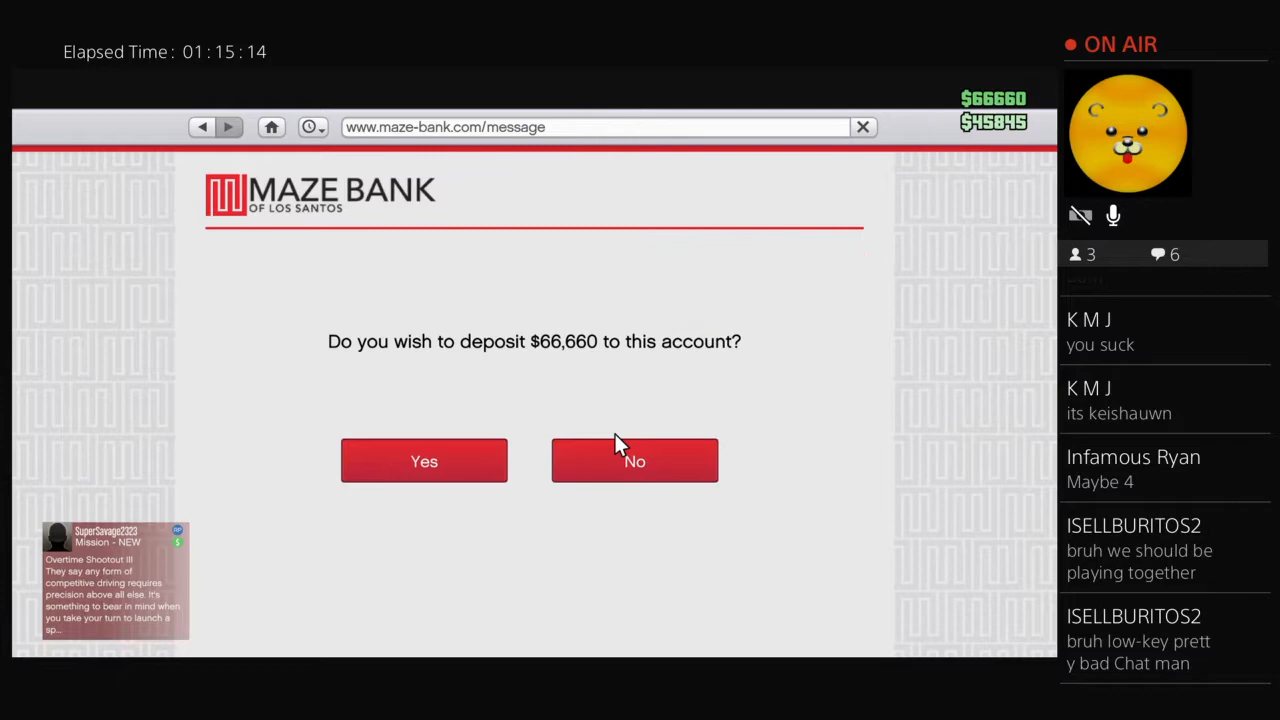 Elapsed Time: 01:15:14
ON AIR
$66660
$45845
www.maze-bank.com/message
MAZE BANK
OF LOS SANTOS
Do you wish to deposit $66,660 to this account?
Yes
No
SuperSavage2323
Mission - NEW
RP
$
Overtime Shootout III
They say any form of
competitive driving requires
precision above all else. It's
something to bear in mind when
you take your turn to launch a
sp...
3
6
K M J
you suck
K M J
its keishauwn
Infamous Ryan
Maybe 4
ISELLBURITOS2
bruh we should be
playing together
ISELLBURITOS2
bruh low-key prett
y bad Chat man